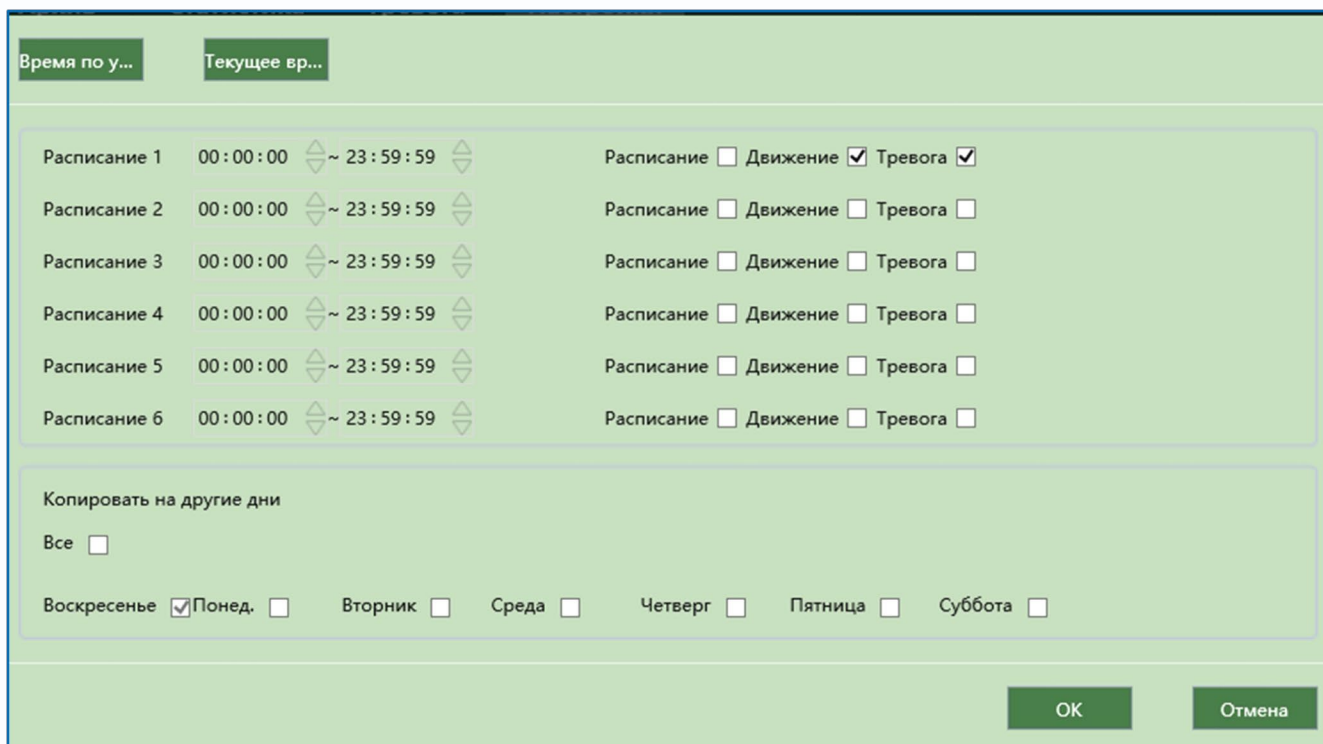 Время по у... Текущее вр...
Расписание 1 00:00:00 ~ 23:59:59 Расписание Движение Тревога
Расписание 2 00:00:00 ~ 23:59:59 Расписание Движение Тревога
Расписание 3 00:00:00 ~ 23:59:59 Расписание Движение Тревога
Расписание 4 00:00:00 ~ 23:59:59 Расписание Движение Тревога
Расписание 5 00:00:00 ~ 23:59:59 Расписание Движение Тревога
Расписание 6 00:00:00 ~ 23:59:59 Расписание Движение Тревога
Копировать на другие дни
Все
Воскресенье Понед. Вторник Среда Четверг Пятница Суббота
OK Отмена